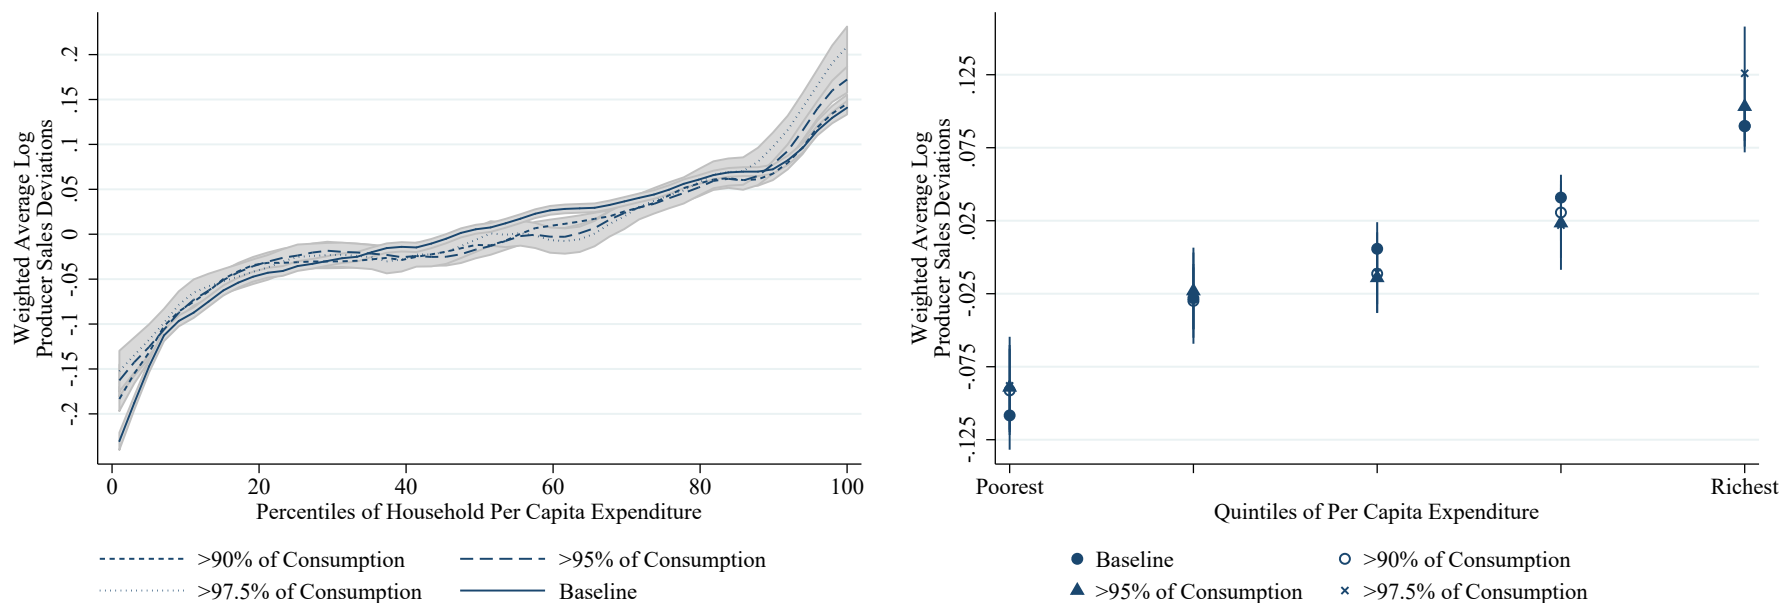 Weighted Average Log
Producer Sales Deviations
.2
.15
.1
.05
0
-.05
-.1
-.15
-.2
0 20 40 60 80 100
Percentiles of Household Per Capita Expenditure
>90% of Consumption >95% of Consumption
>97.5% of Consumption Baseline
Weighted Average Log
Producer Sales Deviations
.125
.075
.025
-.025
-.075
-.125
Poorest Richest
Quintiles of Per Capita Expenditure
Baseline >90% of Consumption
>95% of Consumption >97.5% of Consumption